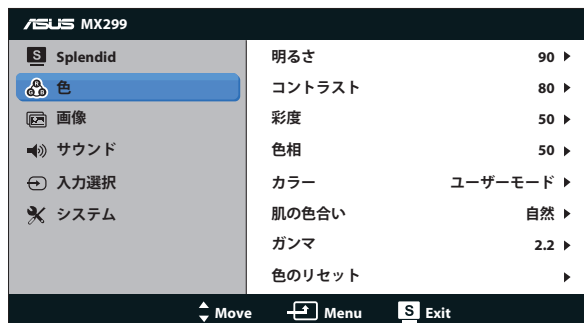 ASUS MX299
S Splendid
色
画像
サウンド
入力選択
システム
明るさ 90
コントラスト 80
彩度 50
色相 50
カラー ユーザーモード
肌の色合い 自然
ガンマ 2.2
色のリセット
Move Menu S Exit